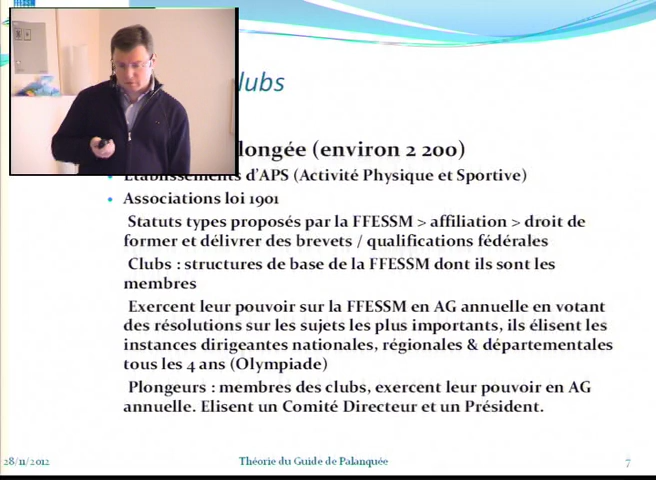 lubs
longée (environ 2 200)
Etablissements d'APS (Activité Physique et Sportive)
Associations loi 1901
Statuts types proposés par la FFESSM > affiliation > droit de
former et délivrer des brevets / qualifications fédérales
Clubs : structures de base de la FFESSM dont ils sont les
membres
Exercent leur pouvoir sur la FFESSM en AG annuelle en votant
des résolutions sur les sujets les plus importants, ils élisent les
instances dirigeantes nationales, régionales & départementales
tous les 4 ans (Olympiade)
Plongeurs : membres des clubs, exercent leur pouvoir en AG
annuelle. Elisent un Comité Directeur et un Président.
28/11/2012 Théorie du Guide de Palanquée 7